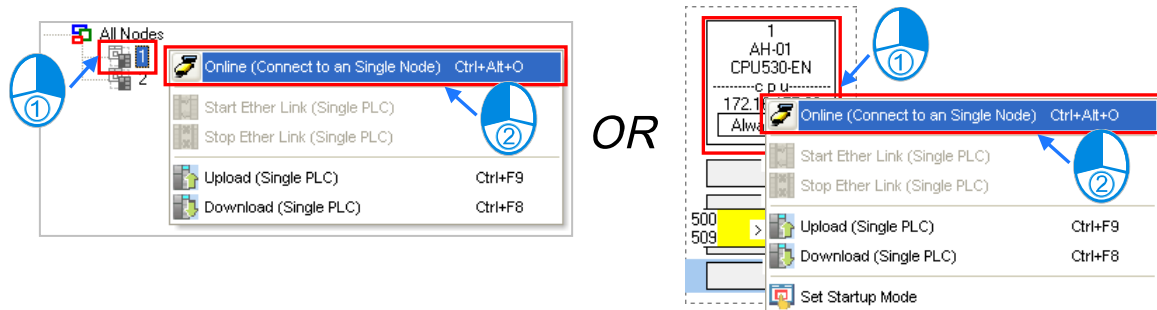 All Nodes
1
2
Online (Connect to an Single Node) Ctrl+Alt+O
Start Ether Link (Single PLC)
Stop Ether Link (Single PLC)
Upload (Single PLC) Ctrl+F9
Download (Single PLC) Ctrl+F8
①
②
OR
1
AH-01
CPU530-EN
--------c p u--------
172.1
Alwa
500
509
>
Online (Connect to an Single Node) Ctrl+Alt+O
Start Ether Link (Single PLC)
Stop Ether Link (Single PLC)
Upload (Single PLC) Ctrl+F9
Download (Single PLC) Ctrl+F8
Set Startup Mode
①
②